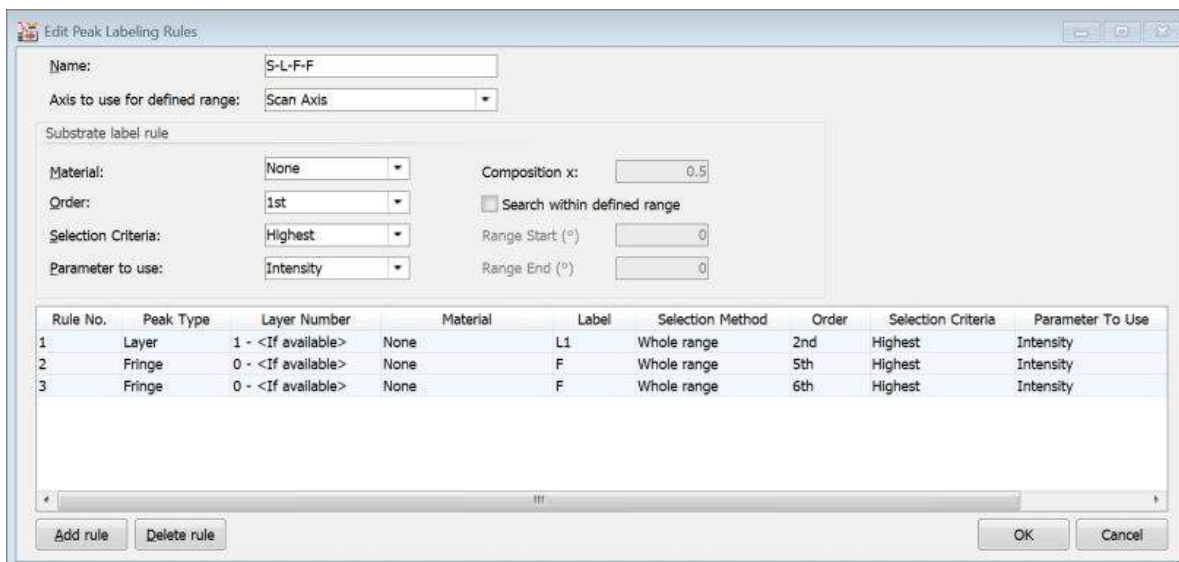 Edit Peak Labeling Rules
Name: S-L-F-F
Axis to use for defined range: Scan Axis
Substrate label rule
Material: None Composition x: 0.5
Order: 1st Search within defined range
Selection Criteria: Highest Range Start (°) 0
Parameter to use: Intensity Range End (°) 0
Rule No. Peak Type Layer Number Material Label Selection Method Order Selection Criteria Parameter To Use
1 Layer 1 - <If available> None L1 Whole range 2nd Highest Intensity
2 Fringe 0 - <If available> None F Whole range 5th Highest Intensity
3 Fringe 0 - <If available> None F Whole range 6th Highest Intensity
Add rule Delete rule OK Cancel